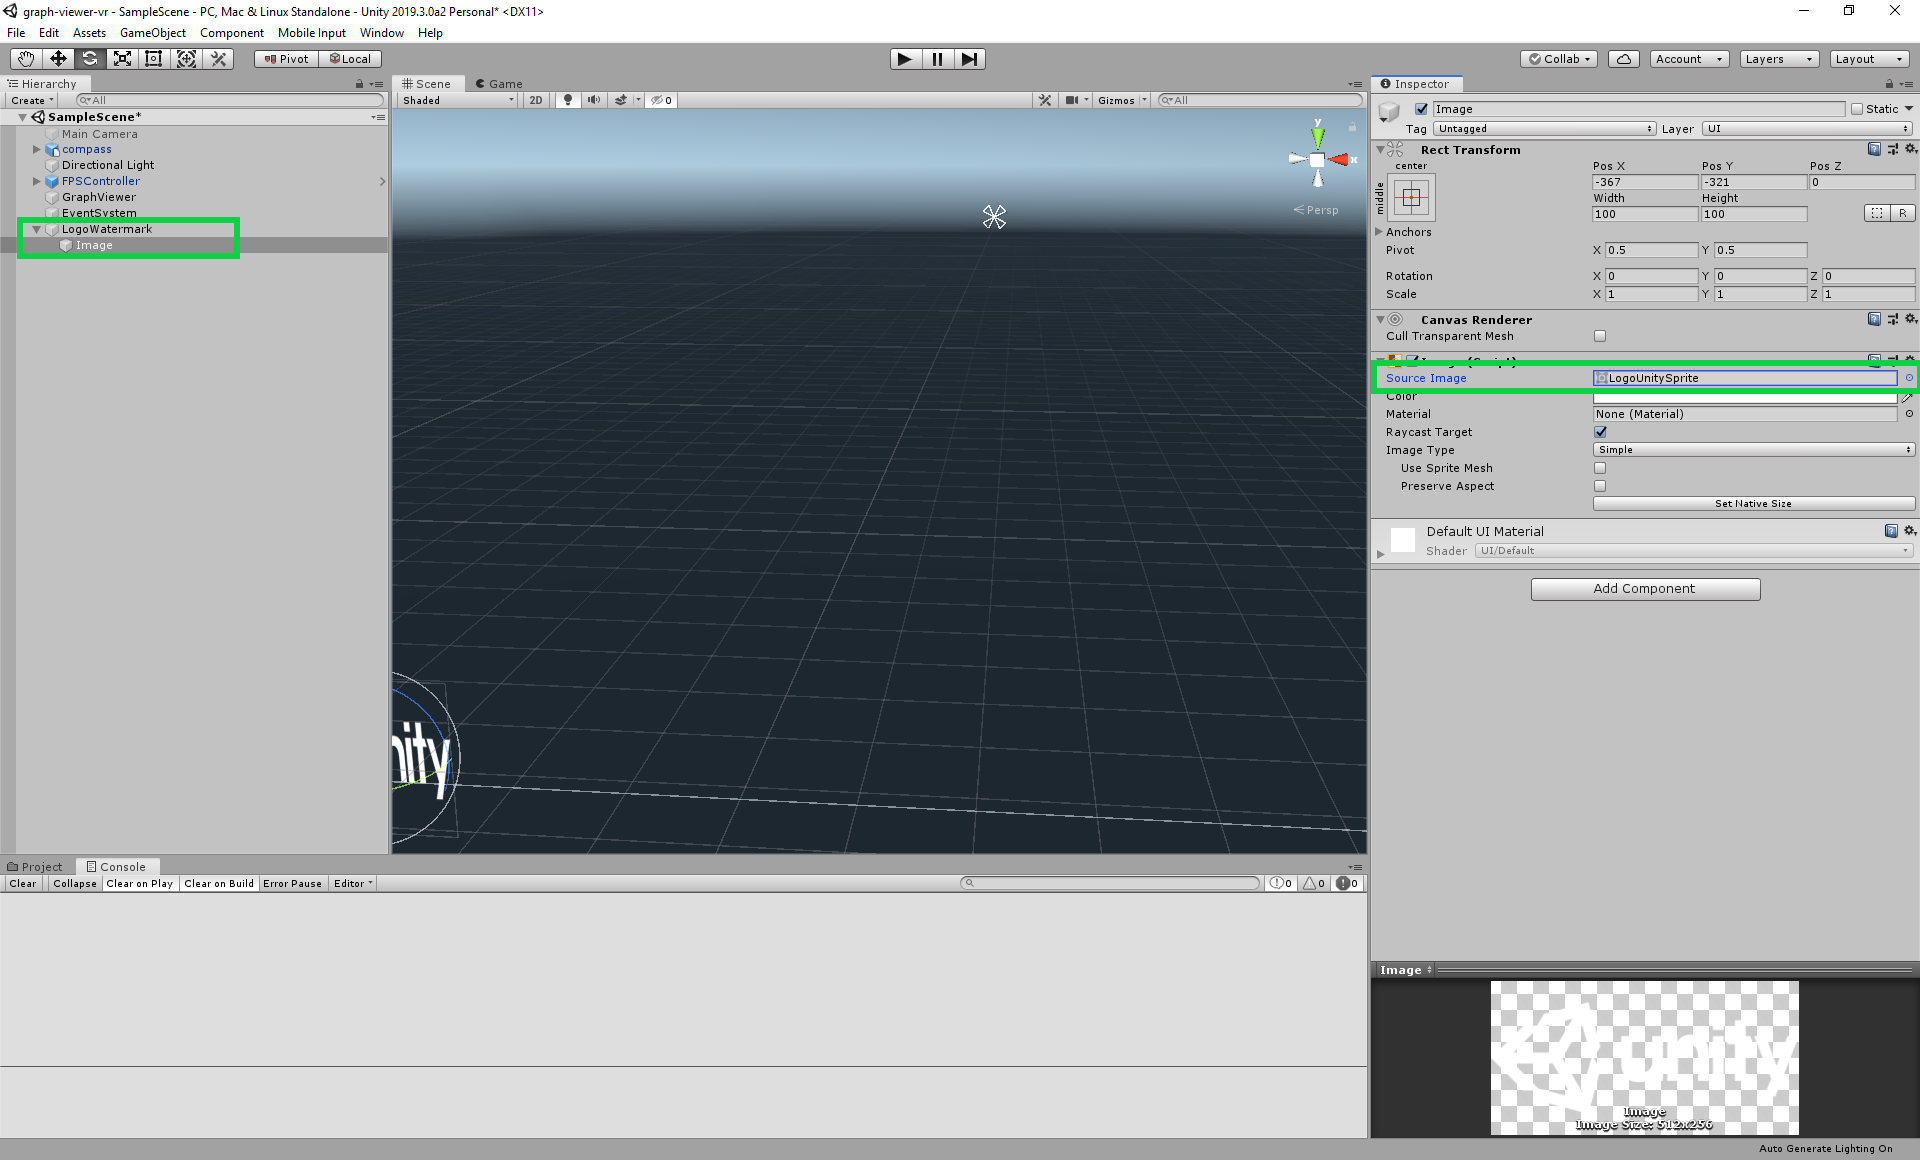 graph-viewer-vr - SampleScene - PC, Mac & Linux Standalone - Unity 2019.3.0a2 Personal* <DX11>
File Edit Assets GameObject Component Mobile Input Window Help
Pivot Local Collab Account Layers Layout
Hierarchy
Create All
SampleScene*
Main Camera
compass
Directional Light
FPSController
GraphViewer
EventSystem
LogoWatermark
Image
Scene Game
Shaded 2D 0 Gizmos All
y
x
Persp
nity
Inspector
Image Static
Tag Untagged Layer UI
Rect Transform
center
middle
Pos X Pos Y Pos Z
-367 -321 0
Width Height
100 100 R
Anchors
Pivot X 0.5 Y 0.5
Rotation X 0 Y 0 Z 0
Scale X 1 Y 1 Z 1
Canvas Renderer
Cull Transparent Mesh
Source Image LogoUnitySprite
Color
Material None (Material)
Raycast Target
Image Type Simple
Use Sprite Mesh
Preserve Aspect
Set Native Size
Default UI Material
Shader UI/Default
Add Component
Project Console
Clear Collapse Clear on Play Clear on Build Error Pause Editor 0 0 0
Image
unity
Image
Image Size: 512x256
Auto Generate Lighting On